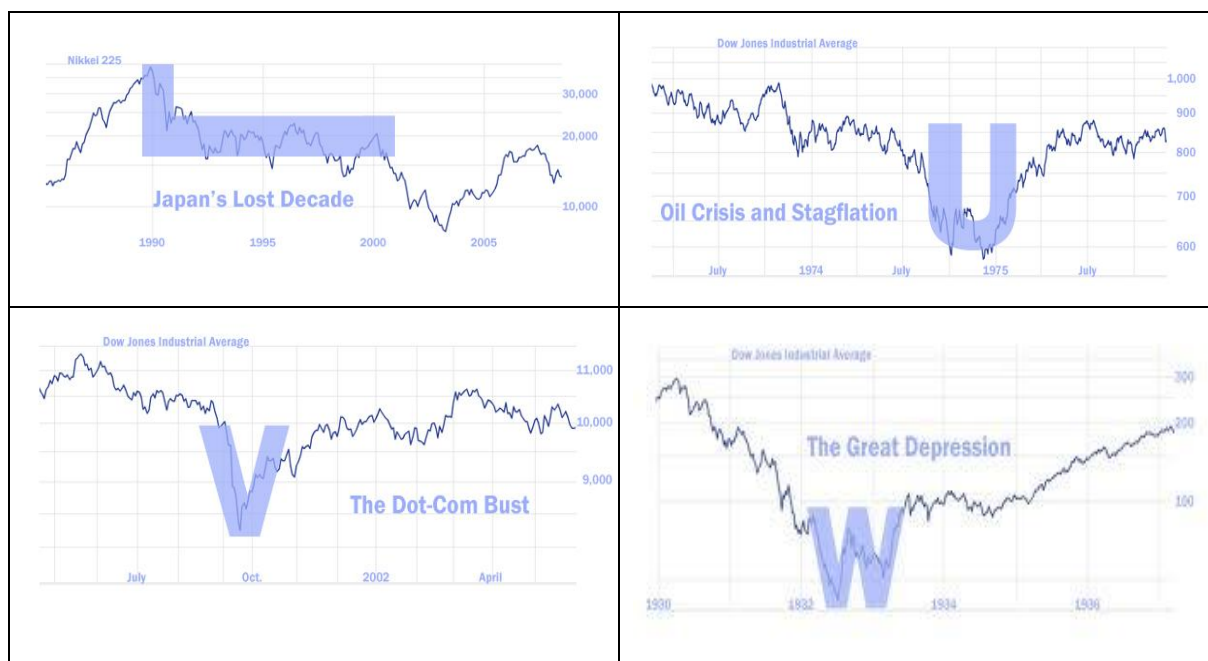 Nikkei 225
30,000
20,000
10,000
Japan's Lost Decade
1990 1995 2000 2005
Dow Jones Industrial Average
1,000
900
800
700
600
U
Oil Crisis and Stagflation
July 1974 July 1975 July
Dow Jones Industrial Average
11,000
10,000
9,000
V
The Dot-Com Bust
July Oct. 2002 April
Dow Jones Industrial Average
300
200
100
The Great Depression
W
1930 1932 1934 1936